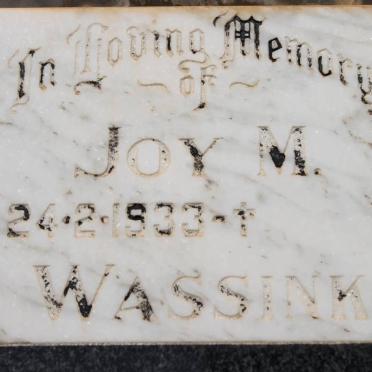 In Loving Memory
~ of ~
JOY M.
24·2·1933 - †
WASSINK